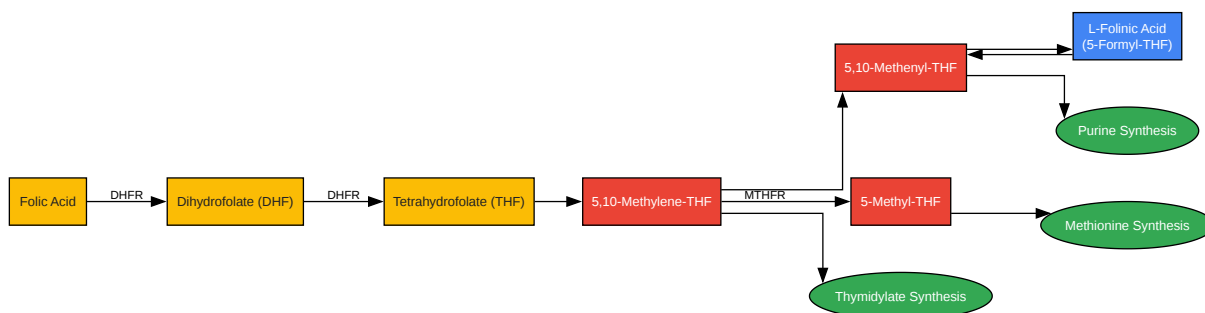 L-Folinic Acid
(5-Formyl-THF)
5,10-Methenyl-THF
Purine Synthesis
Folic Acid
DHFR
Dihydrofolate (DHF)
DHFR
Tetrahydrofolate (THF)
5,10-Methylene-THF
MTHFR
5-Methyl-THF
Methionine Synthesis
Thymidylate Synthesis